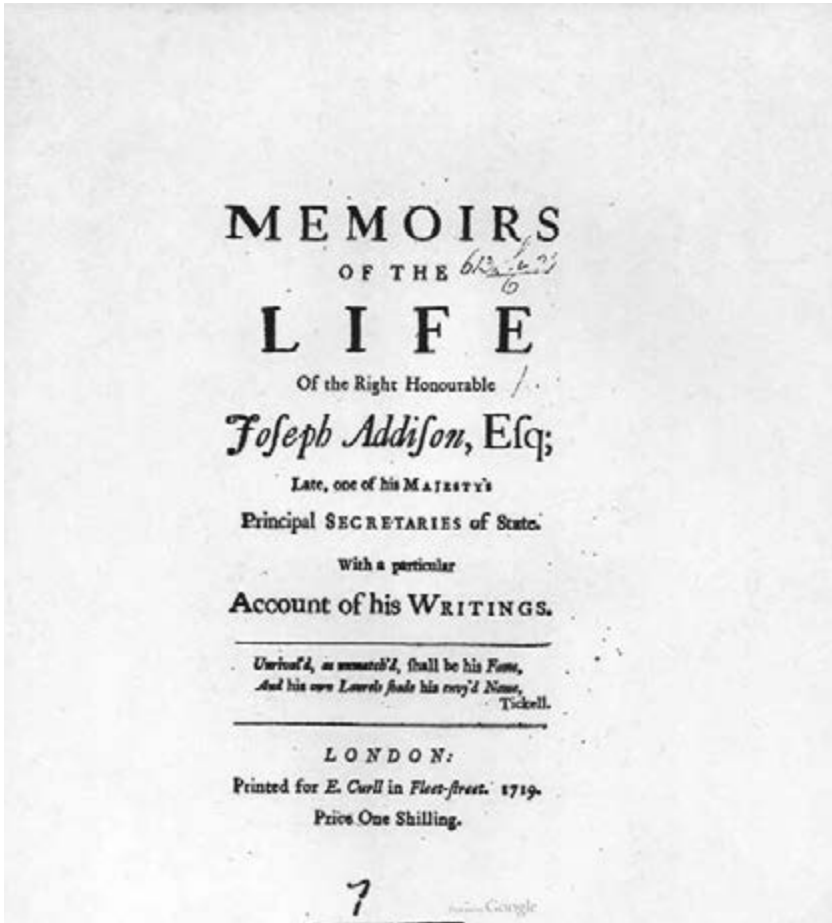 MEMOIRS
OF THE
LIFE
Of the Right Honourable
Joſeph Addiſon, Eſq;
Late, one of his MAJESTY's
Principal SECRETARIES of State.
With a particular
Account of his WRITINGS.
Unrival'd, as unmatch'd, ſhall be his Fame,
And his own Laurels ſhade his envy'd Name,
Tickell.
LONDON:
Printed for E. Curll in Fleet-ſtreet. 1719.
Price One Shilling.
7
Google